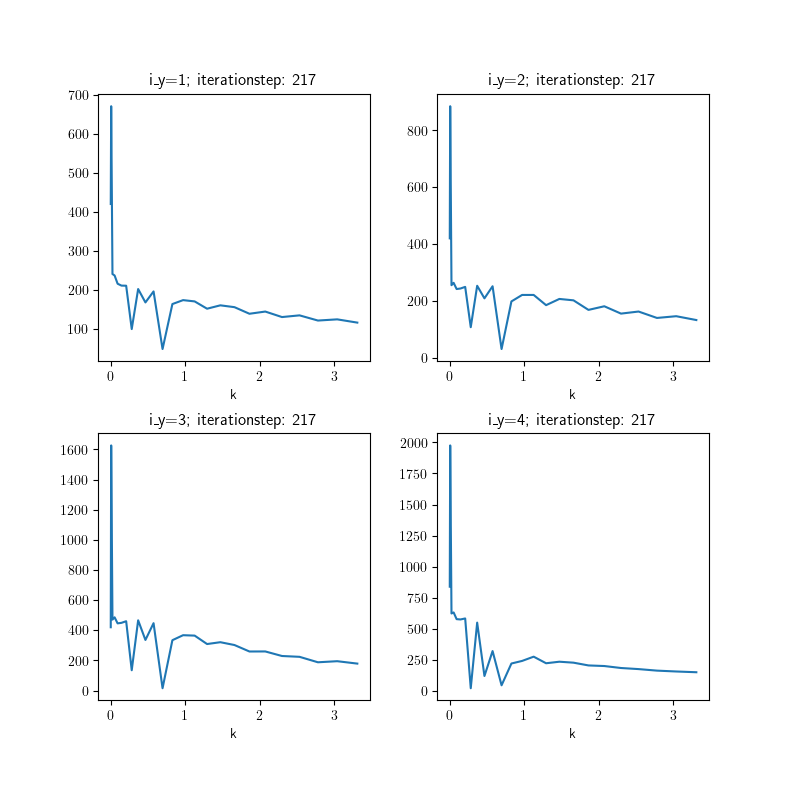 i_y=1; iterationstep: 217
700
600
500
400
300
200
100
0 1 2 3
k
i_y=2; iterationstep: 217
800
600
400
200
0
0 1 2 3
k
i_y=3; iterationstep: 217
1600
1400
1200
1000
800
600
400
200
0
0 1 2 3
k
i_y=4; iterationstep: 217
2000
1750
1500
1250
1000
750
500
250
0
0 1 2 3
k